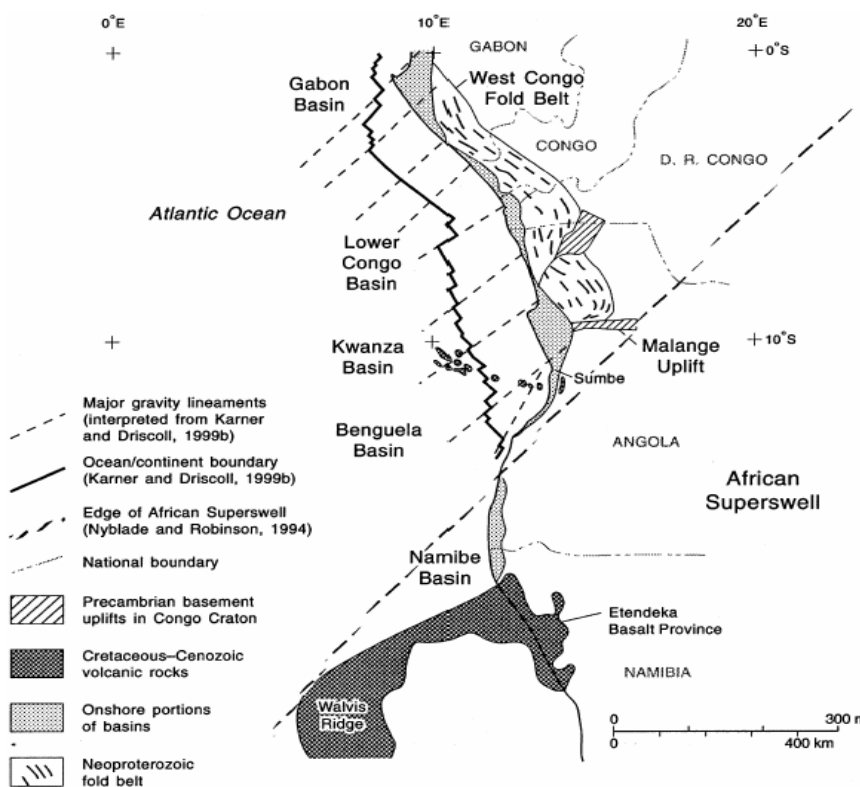 0°E
10°E
20°E
0°S
GABON
Gabon
Basin
West Congo
Fold Belt
CONGO
D. R. CONGO
Atlantic Ocean
Lower
Congo
Basin
10°S
Kwanza
Basin
Malange
Uplift
Sumbe
Major gravity lineaments
(interpreted from Karner
and Driscoll, 1999b)
Benguela
Basin
ANGOLA
Ocean/continent boundary
(Karner and Driscoll, 1999b)
African
Superswell
Edge of African Superswell
(Nyblade and Robinson, 1994)
National boundary
Namibe
Basin
Precambrian basement
uplifts in Congo Craton
Etendeka
Basalt Province
Cretaceous–Cenozoic
volcanic rocks
NAMIBIA
Onshore portions
of basins
Walvis
Ridge
0 300 m
0 400 km
Neoproterozoic
fold belt